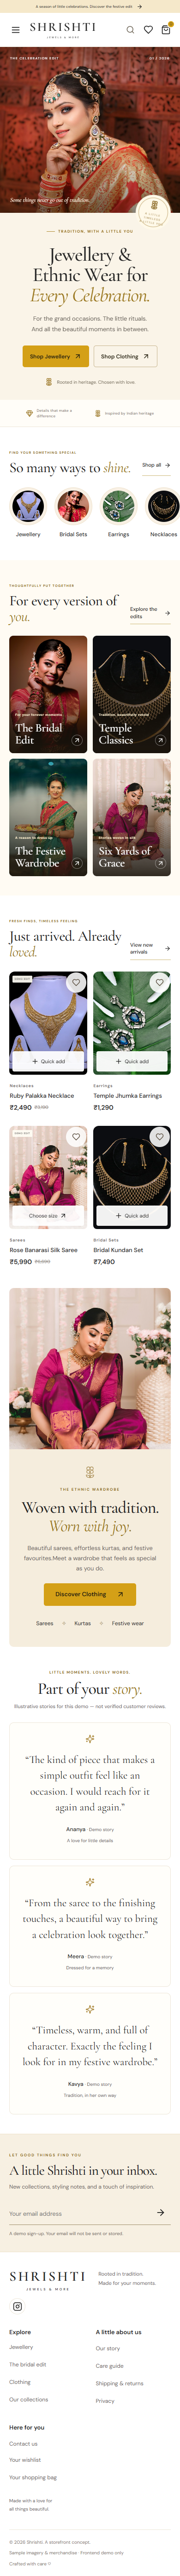 A season of little celebrations. Discover the festive edit →
SHRISHTI
JEWELS & MORE
THE CELEBRATION EDIT
Some things never go out of tradition.
TRADITION, WITH A LITTLE YOU
Jewellery &
Ethnic Wear for
Every Celebration.
For the grand occasions. The little rituals.
And all the beautiful moments in between.
Shop Jewellery
Shop Clothing
Rooted in heritage. Chosen with love.
Details that make a
difference
Inspired by Indian heritage
FIND YOUR SOMETHING SPECIAL
So many ways to shine.
Shop all →
Jewellery
Bridal Sets
Earrings
Necklaces
THOUGHTFULLY PUT TOGETHER
For every version of
you.
Explore the
edits →
For your forever moments
The Bridal
Edit
Tradition, beautifully bound
Temple
Classics
A reason to dress up
The Festive
Wardrobe
Stories woven in silk
Six Yards of
Grace
FRESH FINDS, TIMELESS FEELING
Just arrived. Already
loved.
View new
arrivals →
+ Quick add
+ Quick add
Necklaces
Ruby Palakka Necklace
₹2,490
Earrings
Temple Jhumka Earrings
₹1,290
Choose size
+ Quick add
Sarees
Rose Banarasi Silk Saree
₹5,990
Bridal Sets
Bridal Kundan Set
₹7,490
THE ETHNIC WARDROBE
Woven with tradition.
Worn with joy.
Beautiful sarees, effortless kurtas, and festive
favourites.Meet a wardrobe that feels as special
as you do.
Discover Clothing
Sarees + Kurtas + Festive wear
LITTLE MOMENTS. LOVELY WORDS.
Part of your story.
Illustrative stories for this demo — not verified customer reviews.
“The kind of piece that makes a
simple outfit feel like an
occasion. I would reach for it
again and again.”
Ananya · Demo story
A love for little details
“From the saree to the finishing
touches, a beautiful way to bring
a celebration look together.”
Meera · Demo story
Dressed for a memory
“Timeless, warm, and full of
character. Exactly the feeling I
look for in my festive wardrobe.”
Kavya · Demo story
Tradition, in her own way
LET GOOD THINGS FIND YOU
A little Shrishti in your inbox.
New collections, styling notes, and a touch of inspiration.
Your email address
A demo sign-up. Your email will not be sent or stored.
SHRISHTI
JEWELS & MORE
Rooted in tradition.
Made for your moments.
Explore
Jewellery
The bridal edit
Clothing
Our collections
A little about us
Our story
Care guide
Shipping & returns
Privacy
Here for you
Contact us
Your wishlist
Your shopping bag
Made with a love for
all things beautiful.
© 2026 Shrishti. A storefront concept.
Sample imagery & merchandise · Frontend demo only
Crafted with care